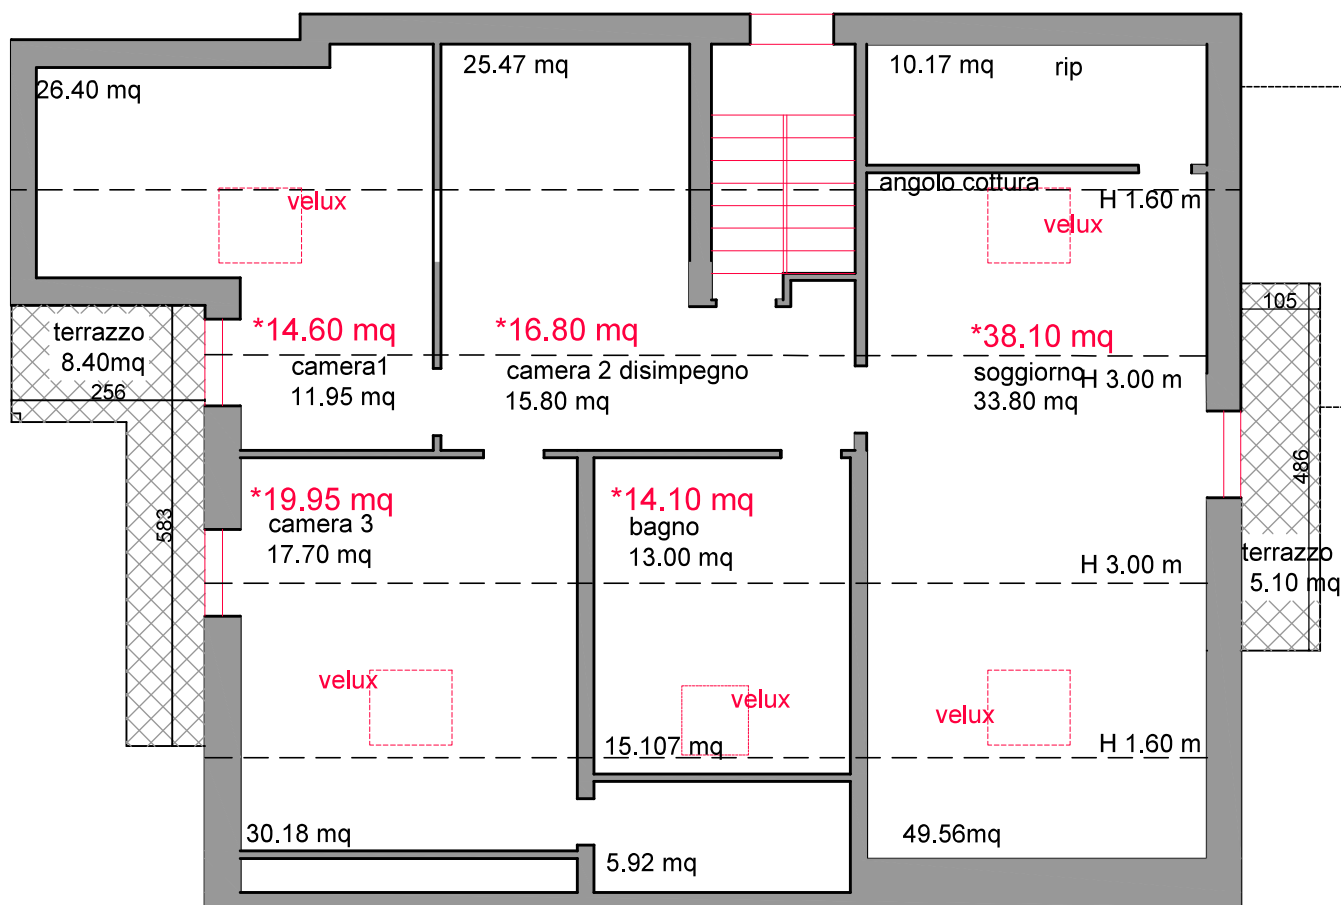 25.47 mq
10.17 mq
rip
26.40 mq
angolo cottura
velux
H 1.60 m
velux
105
terrazzo
8.40mq
256
*14.60 mq
camera1
11.95 mq
*16.80 mq
camera 2 disimpegno
15.80 mq
*38.10 mq
soggiorno
33.80 mq
H 3.00 m
486
583
*19.95 mq
camera 3
17.70 mq
*14.10 mq
bagno
13.00 mq
H 3.00 m
terrazzo
5.10 mq
velux
velux
velux
15.107 mq
H 1.60 m
30.18 mq
5.92 mq
49.56mq